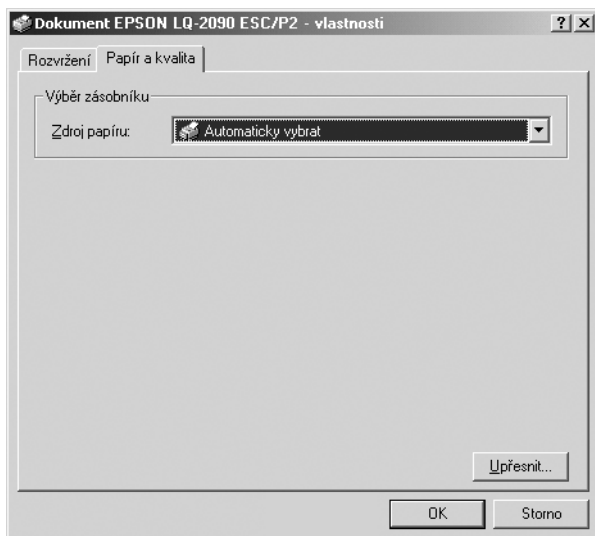 Dokument EPSON LQ-2090 ESC/P2 - vlastnosti
Rozvržení Papír a kvalita
Výběr zásobníku
Zdroj papíru: Automaticky vybrat
Upřesnit...
OK Storno